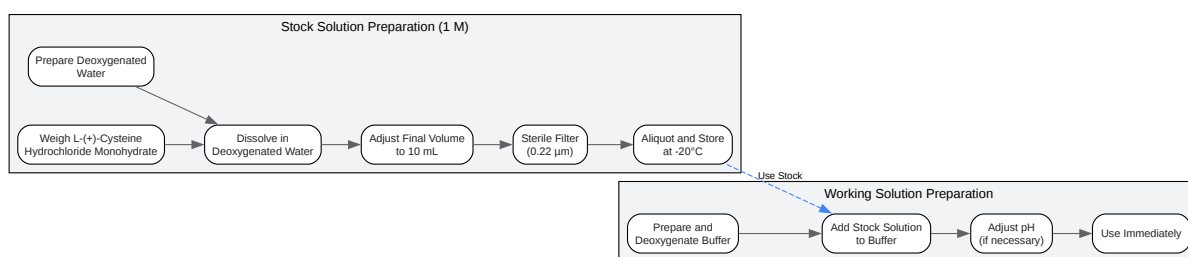 Stock Solution Preparation (1 M)
Prepare Deoxygenated
Water
Weigh L-(+)-Cysteine
Hydrochloride Monohydrate
Dissolve in
Deoxygenated Water
Adjust Final Volume
to 10 mL
Sterile Filter
(0.22 µm)
Aliquot and Store
at -20°C
Use Stock
Working Solution Preparation
Prepare and
Deoxygenate Buffer
Add Stock Solution
to Buffer
Adjust pH
(if necessary)
Use Immediately